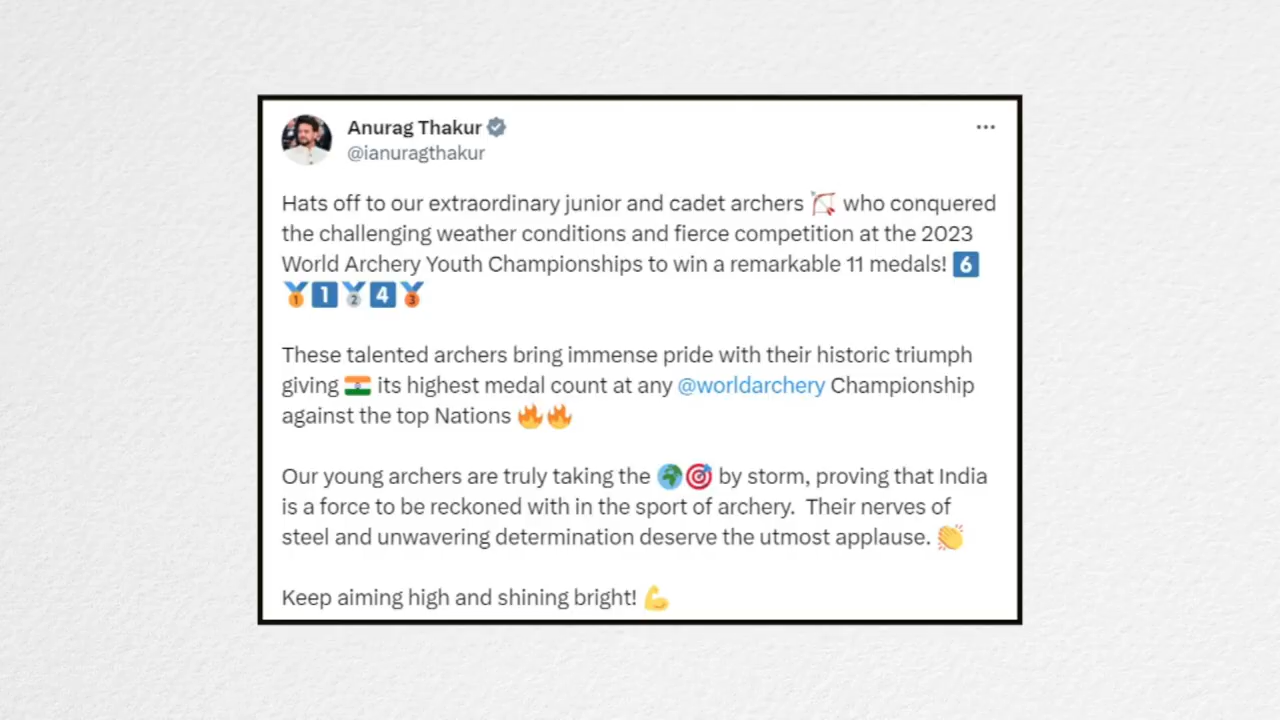 Anurag Thakur
@ianuragthakur
Hats off to our extraordinary junior and cadet archers 🏹 who conquered
the challenging weather conditions and fierce competition at the 2023
World Archery Youth Championships to win a remarkable 11 medals! 6️⃣
🥇1️⃣🥈4️⃣🥉
These talented archers bring immense pride with their historic triumph
giving 🇮🇳 its highest medal count at any @worldarchery Championship
against the top Nations 🔥🔥
Our young archers are truly taking the 🌍🎯 by storm, proving that India
is a force to be reckoned with in the sport of archery.  Their nerves of
steel and unwavering determination deserve the utmost applause. 👏
Keep aiming high and shining bright! 💪